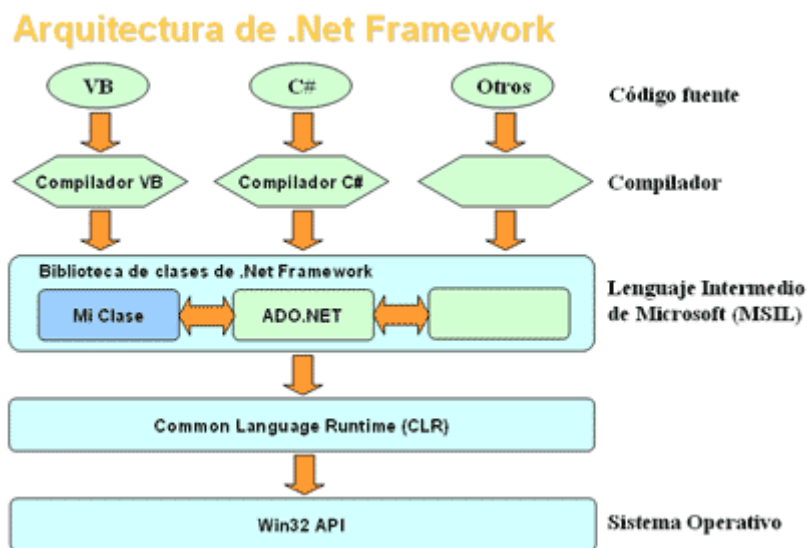 Arquitectura de .Net Framework
VB
C#
Otros
Código fuente
Compilador VB
Compilador C#
Compilador
Biblioteca de clases de .Net Framework
Mi Clase
ADO.NET
Lenguaje Intermedio
de Microsoft (MSIL)
Common Language Runtime (CLR)
Win32 API
Sistema Operativo